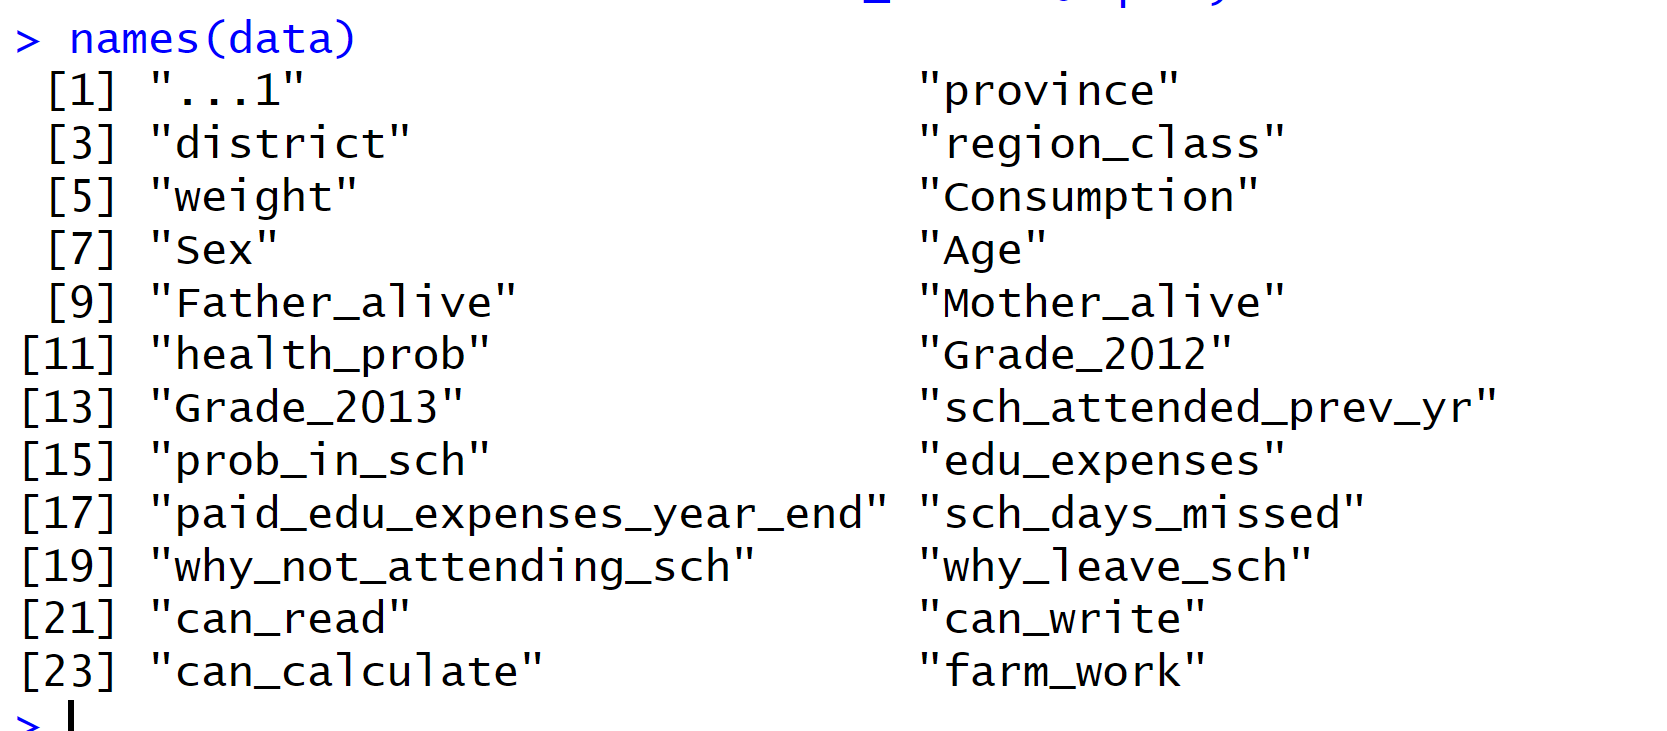 > names(data)
[1] "...1" "province"
[3] "district" "region_class"
[5] "weight" "Consumption"
[7] "Sex" "Age"
[9] "Father_alive" "Mother_alive"
[11] "health_prob" "Grade_2012"
[13] "Grade_2013" "sch_attended_prev_yr"
[15] "prob_in_sch" "edu_expenses"
[17] "paid_edu_expenses_year_end" "sch_days_missed"
[19] "why_not_attending_sch" "why_leave_sch"
[21] "can_read" "can_write"
[23] "can_calculate" "farm_work"
>